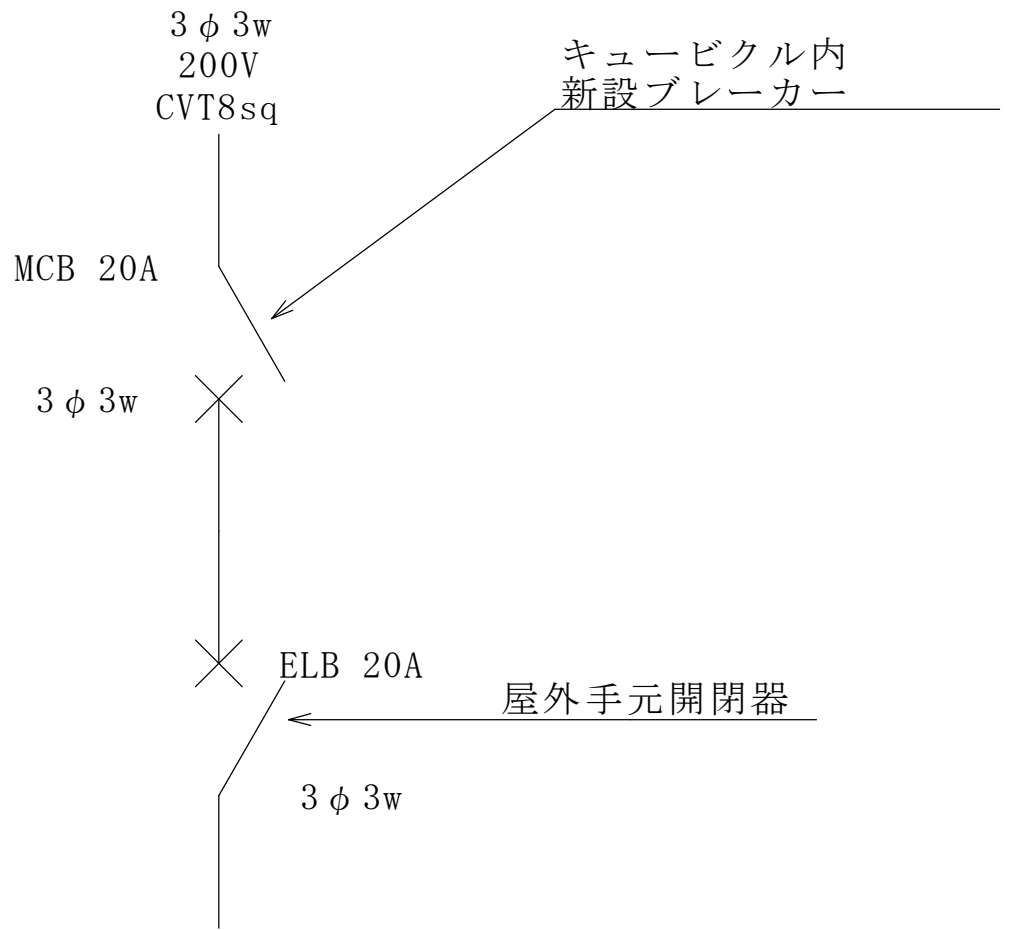 3φ3w
200V
CVT8sq
キュービクル内
新設ブレーカー
MCB 20A
3φ3w
ELB 20A
屋外手元開閉器
3φ3w